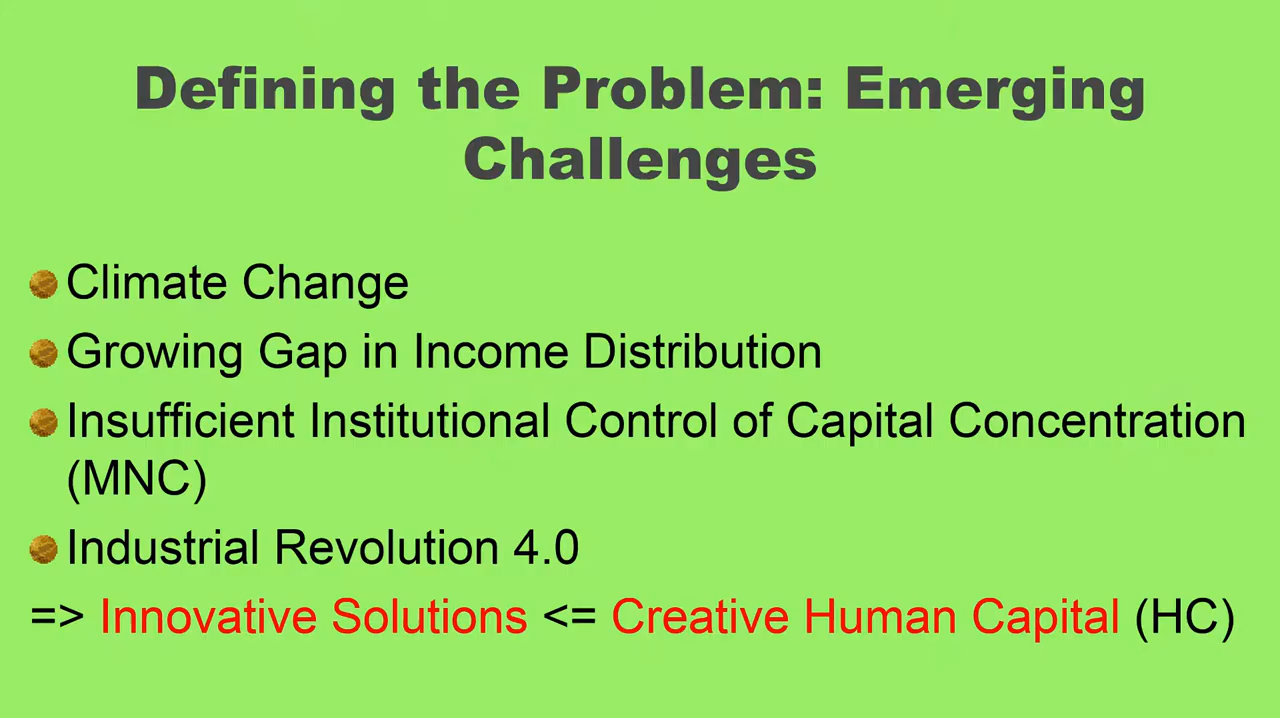 Defining the Problem: Emerging
Challenges
Climate Change
Growing Gap in Income Distribution
Insufficient Institutional Control of Capital Concentration
(MNC)
Industrial Revolution 4.0
=> Innovative Solutions <= Creative Human Capital (HC)